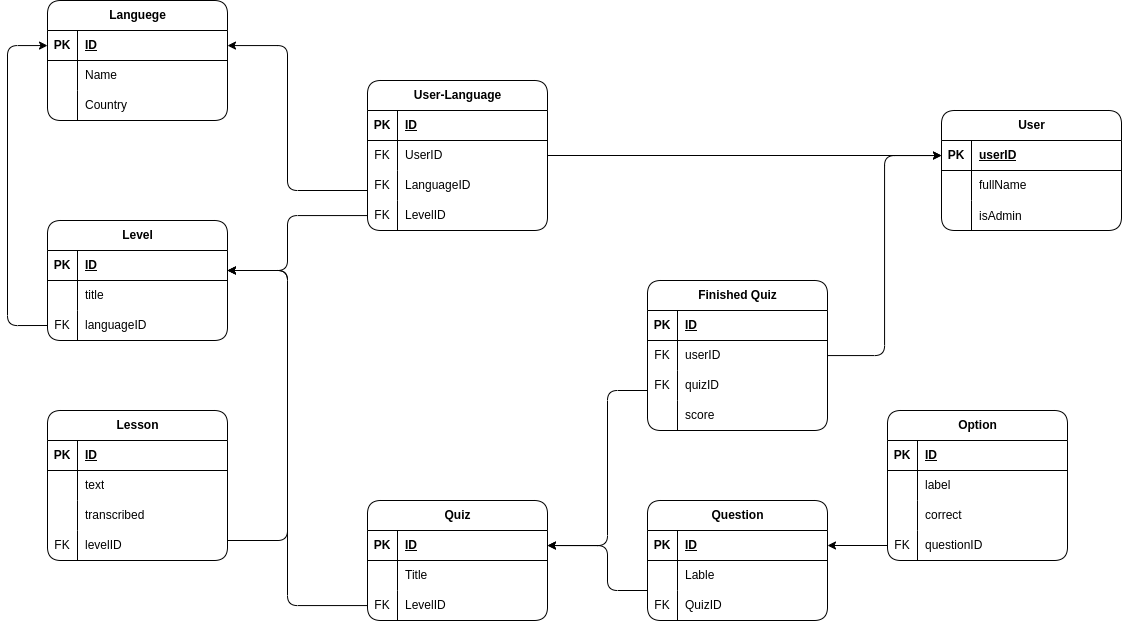 Languege
PK ID
Name
Country
User-Language
PK ID
FK UserID
FK LanguageID
FK LevelID
User
PK userID
fullName
isAdmin
Level
PK ID
title
FK languageID
Finished Quiz
PK ID
FK userID
FK quizID
score
Lesson
PK ID
text
transcribed
FK levelID
Quiz
PK ID
Title
FK LevelID
Question
PK ID
Lable
FK QuizID
Option
PK ID
label
correct
FK questionID